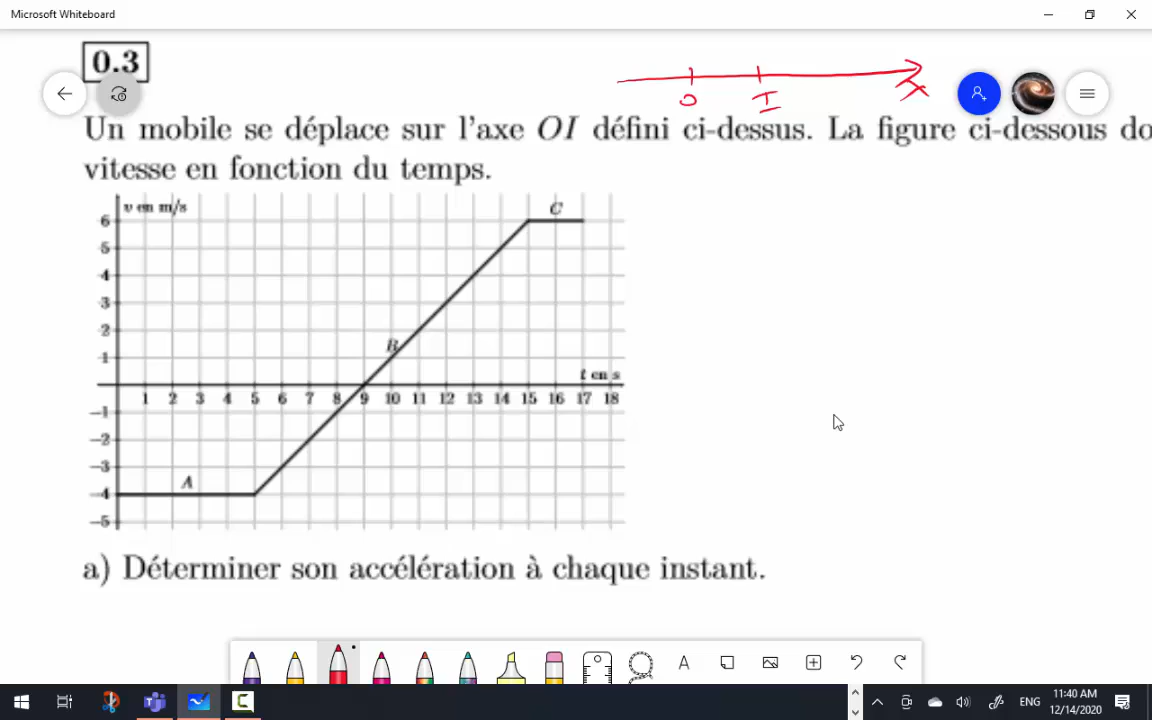 Microsoft Whiteboard
0.3
O I X
Un mobile se déplace sur l'axe OI défini ci-dessus. La figure ci-dessous do
vitesse en fonction du temps.
v en m/s
6
5
4
3
2
1
-1
-2
-3
-4
-5
A
B
C
t en s
1 2 3 4 5 6 7 8 9 10 11 12 13 14 15 16 17 18
a) Déterminer son accélération à chaque instant.
A
ENG
11:40 AM
12/14/2020